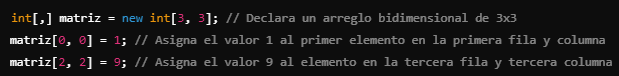 int[,] matriz = new int[3, 3]; // Declara un arreglo bidimensional de 3x3
matriz[0, 0] = 1; // Asigna el valor 1 al primer elemento en la primera fila y columna
matriz[2, 2] = 9; // Asigna el valor 9 al elemento en la tercera fila y tercera columna